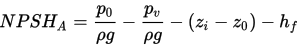 NPSH_A = \frac{p_0}{\rho g} - \frac{p_v}{\rho g} - (z_i - z_0) - h_f